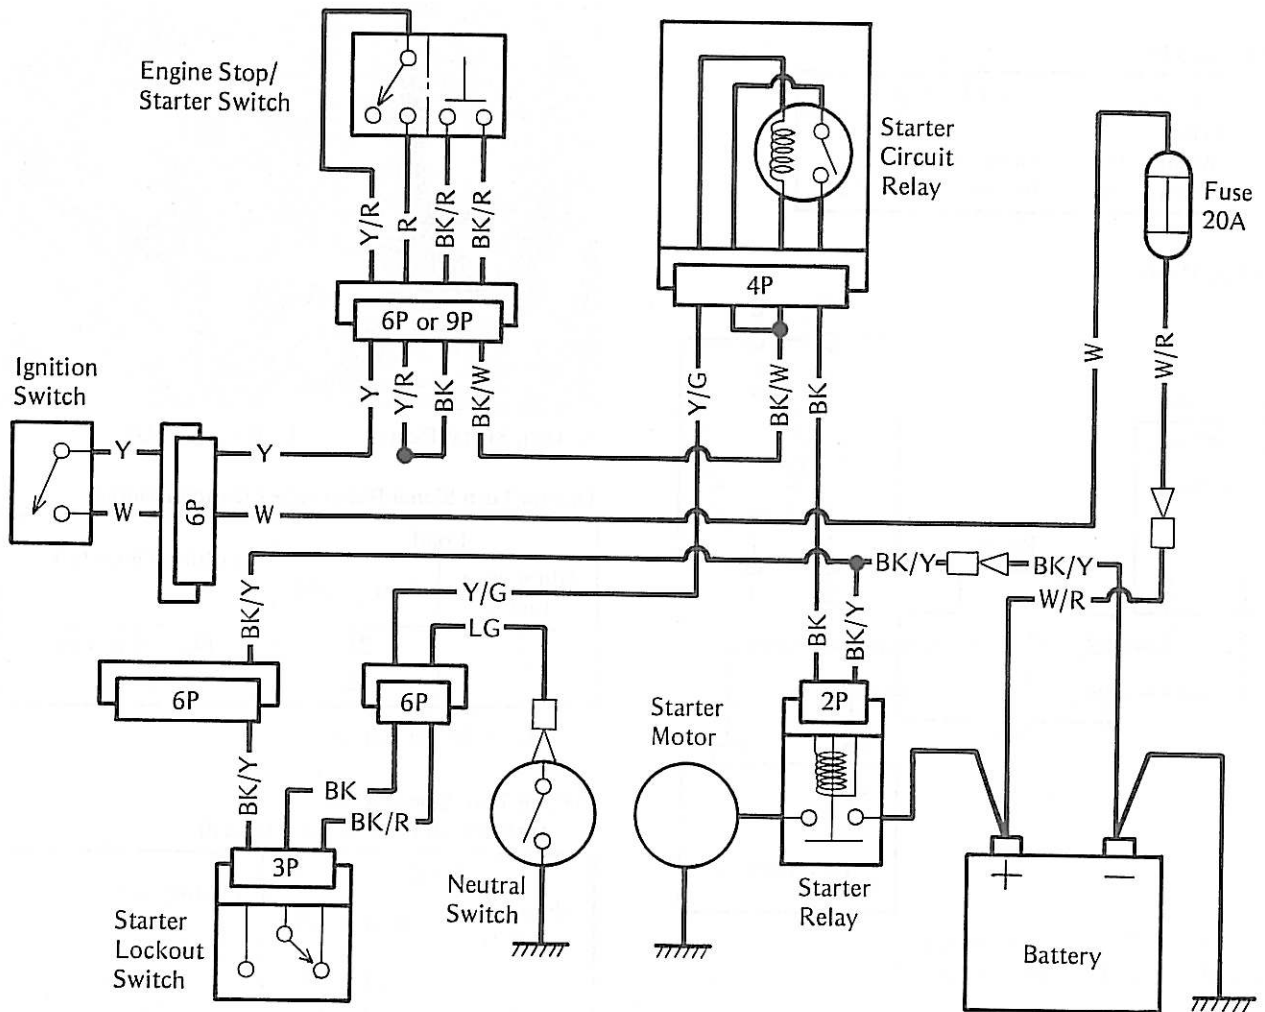 Engine Stop/
Starter Switch
Starter
Circuit
Relay
Fuse
20A
Y/R
R
BK/R
BK/R
4P
6P or 9P
Ignition
Switch
Y
Y/R
BK
BK/W
Y/G
BK/W
BK
W
W/R
Y
Y
W
W
6P
BK/Y
BK/Y
BK/Y
Y/G
W/R
LG
BK
BK/Y
6P
6P
2P
Starter
Motor
BK/Y
BK
BK/R
3P
Neutral
Switch
Starter
Relay
+
—
Battery
Starter
Lockout
Switch